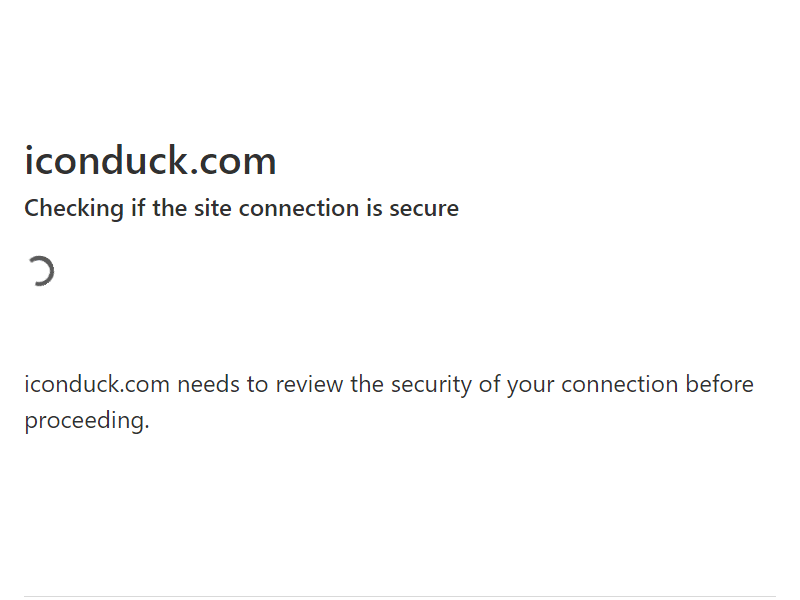 iconduck.com
Checking if the site connection is secure
iconduck.com needs to review the security of your connection before
proceeding.